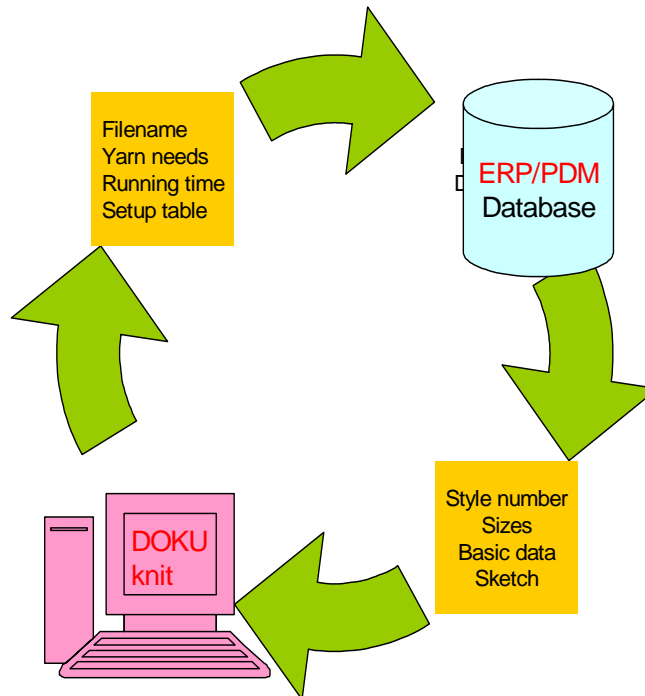 Filename
Yarn needs
Running time
Setup table
ERP/PDM
Database
Style number
Sizes
Basic data
Sketch
DOKU
knit